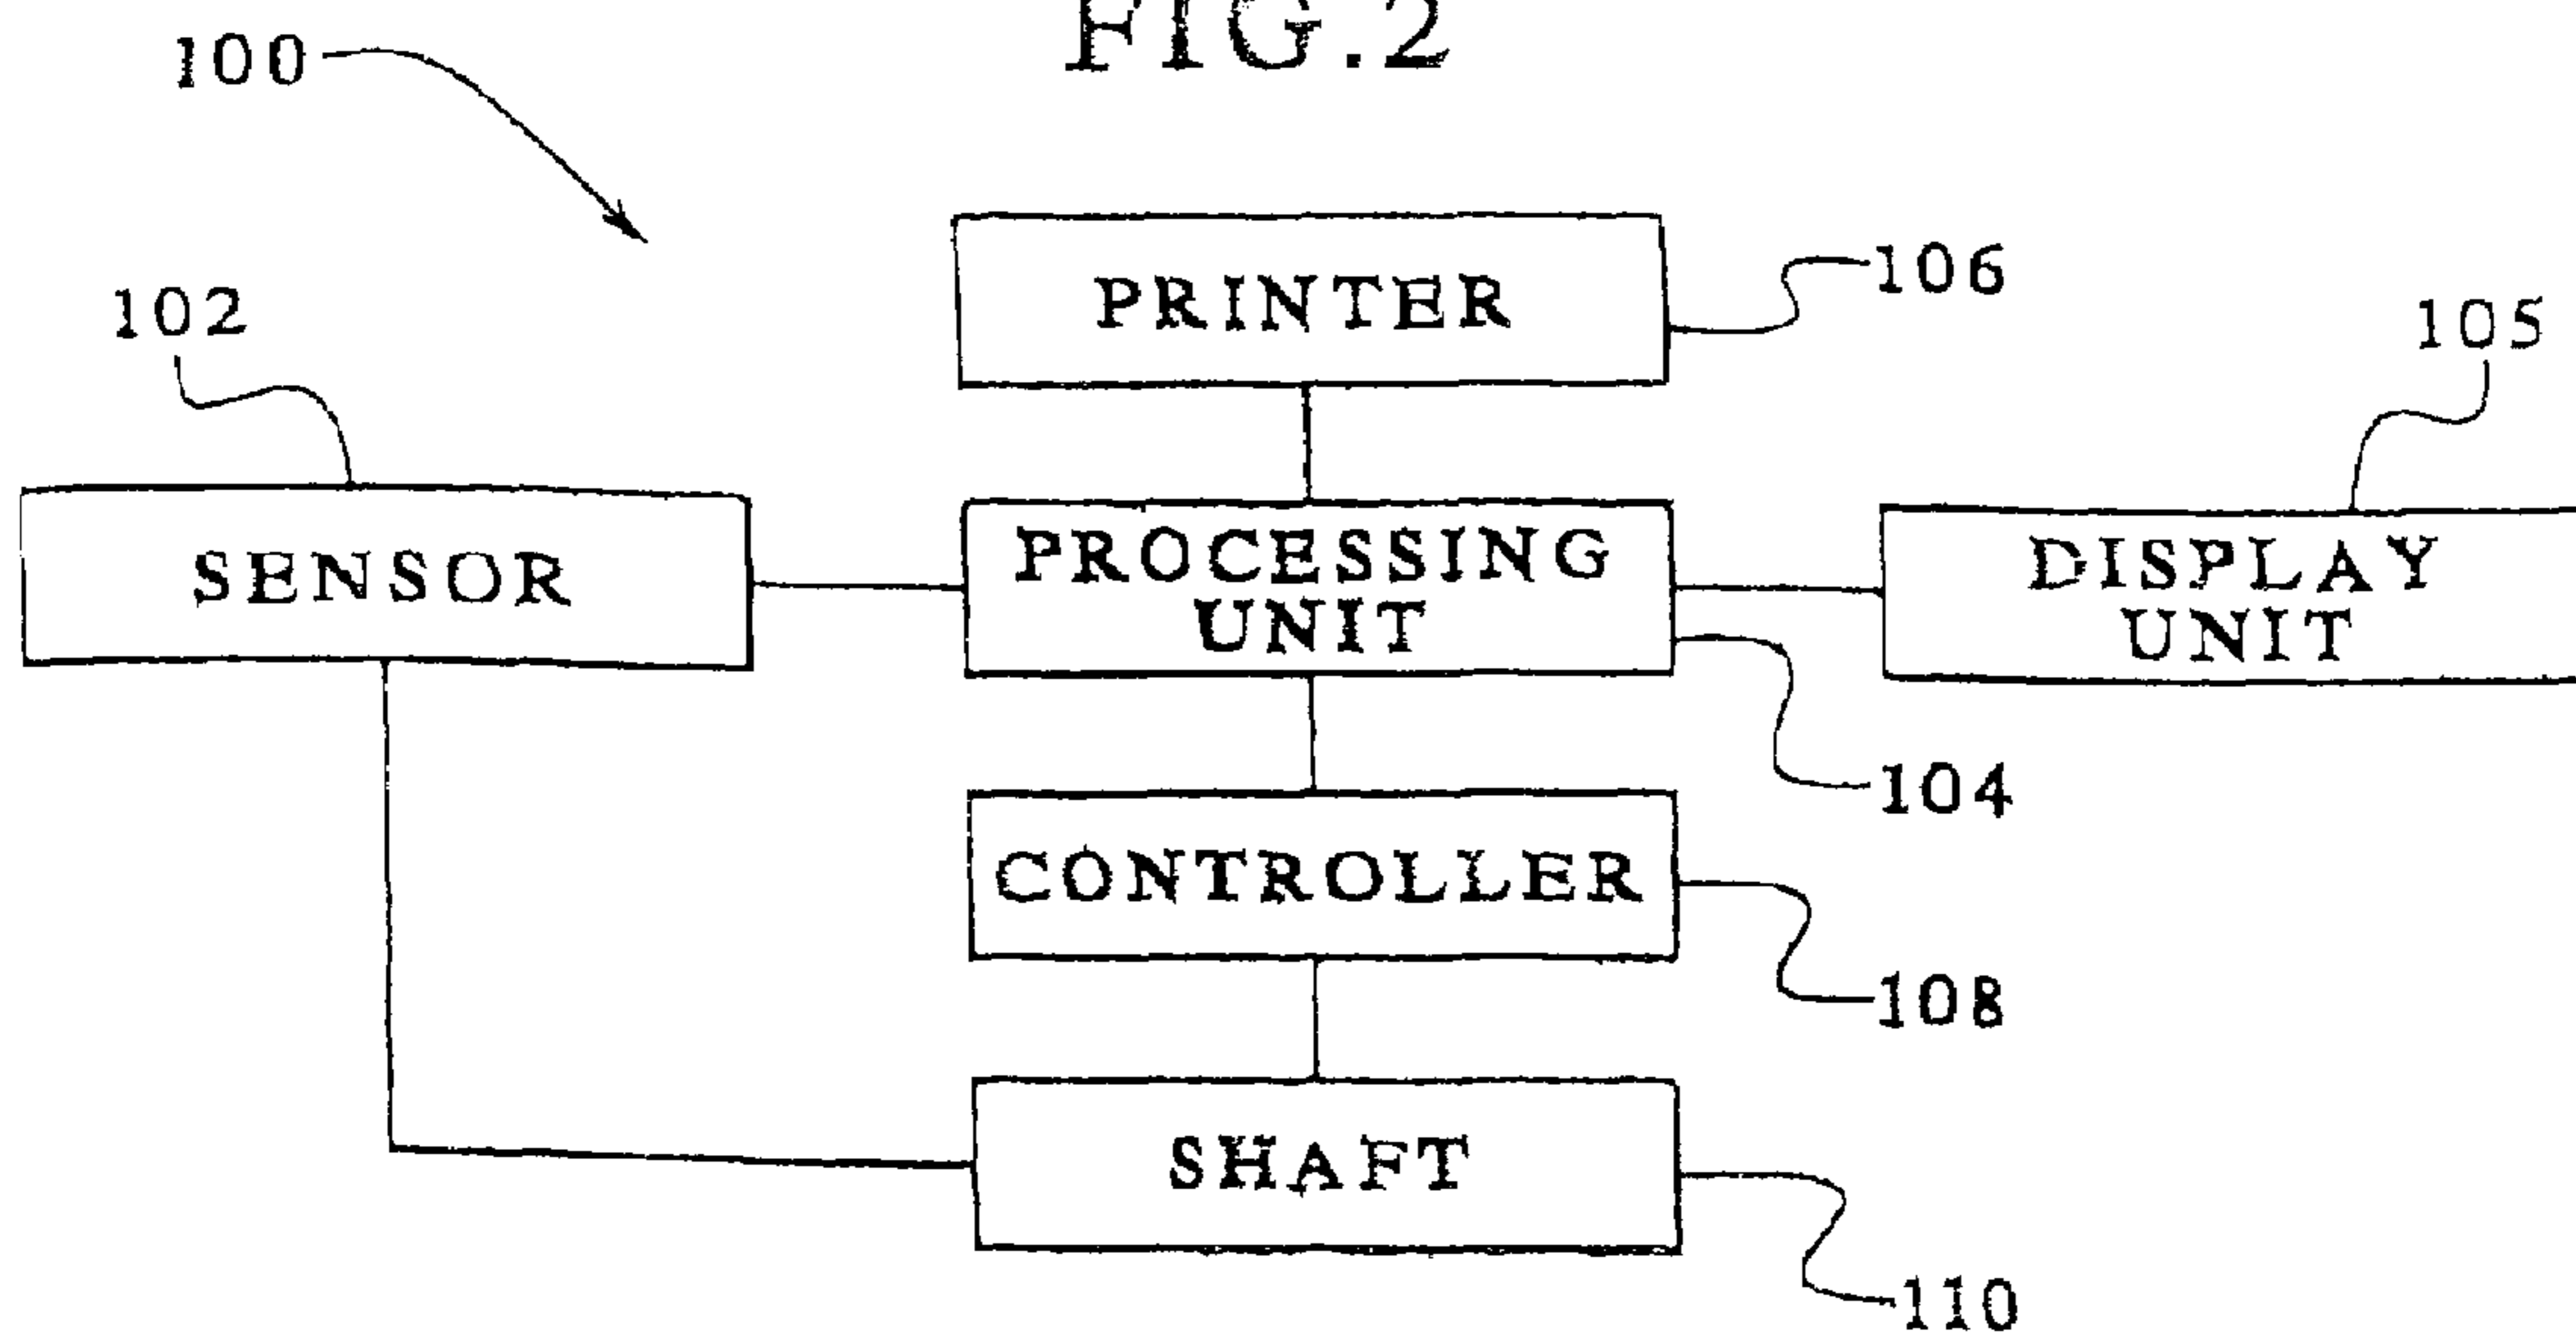 FIG.2
100
PRINTER
106
102
105
SENSOR
PROCESSING
UNIT
DISPLAY
UNIT
104
CONTROLLER
108
SHAFT
110